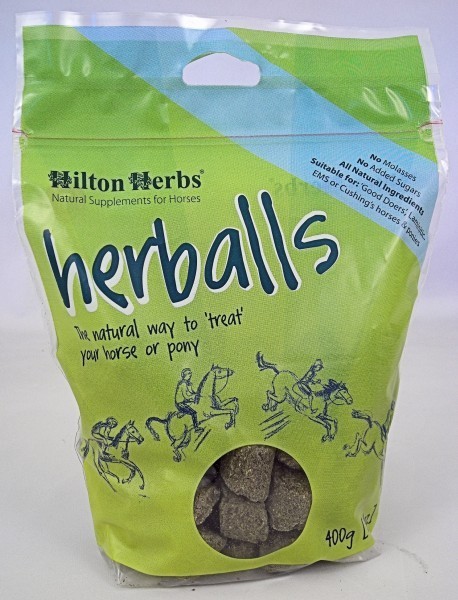 No Molasses
No Added Sugars
All Natural Ingredients
Suitable for: 'Good Doers', Laminitic,
EMS or Cushing's horses & ponies
Hilton Herbs®
Natural Supplements for Horses
herballs
The natural way to 'treat'
your horse or pony
400g